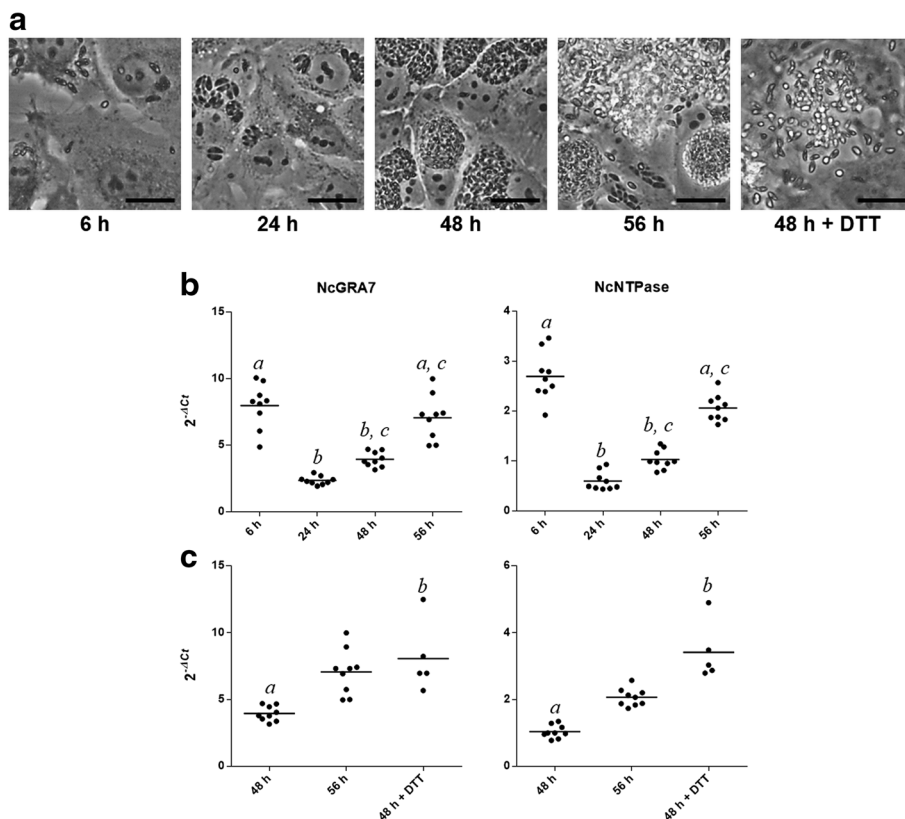 a
6 h 24 h 48 h 56 h 48 h + DTT
b
NcGRA7 NcNTPase
15
10
5
0
2^-ΔCt
a
b
b, c
a, c
6 h 24 h 48 h 56 h
4
3
2
1
0
2^-ΔCt
a
b
b, c
a, c
6 h 24 h 48 h 56 h
c
15
10
5
0
2^-ΔCt
a
b
48 h 56 h 48 h + DTT
6
4
2
0
a
b
48 h 56 h 48 h + DTT